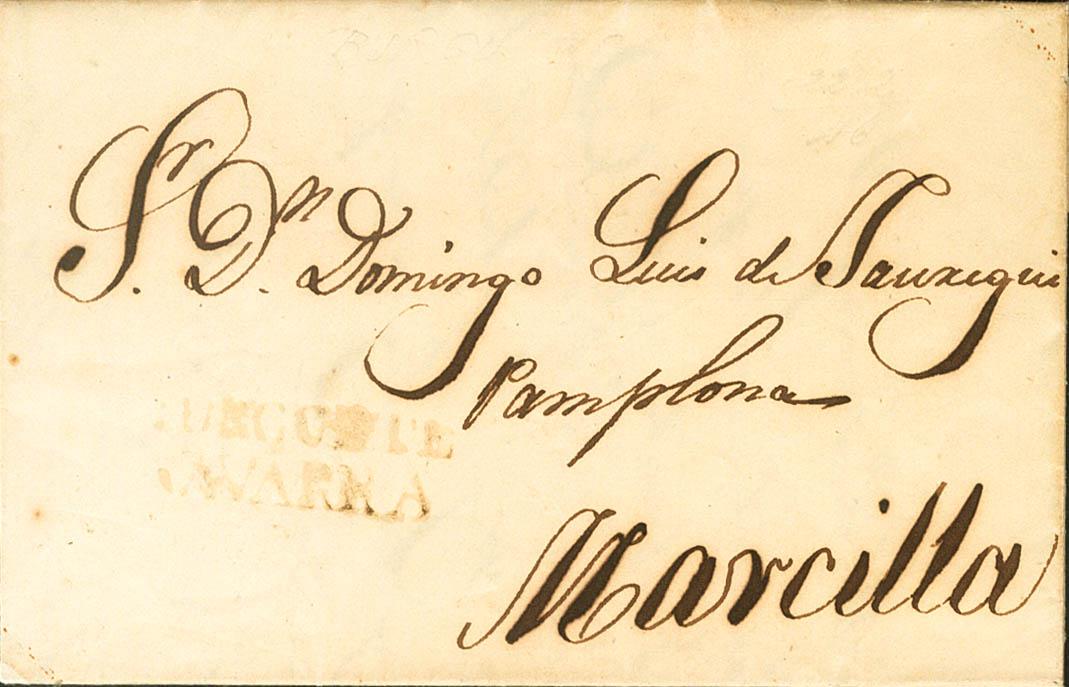 Sr. Dn. Domingo Luis de Jauregui
Pamplona
Marcilla